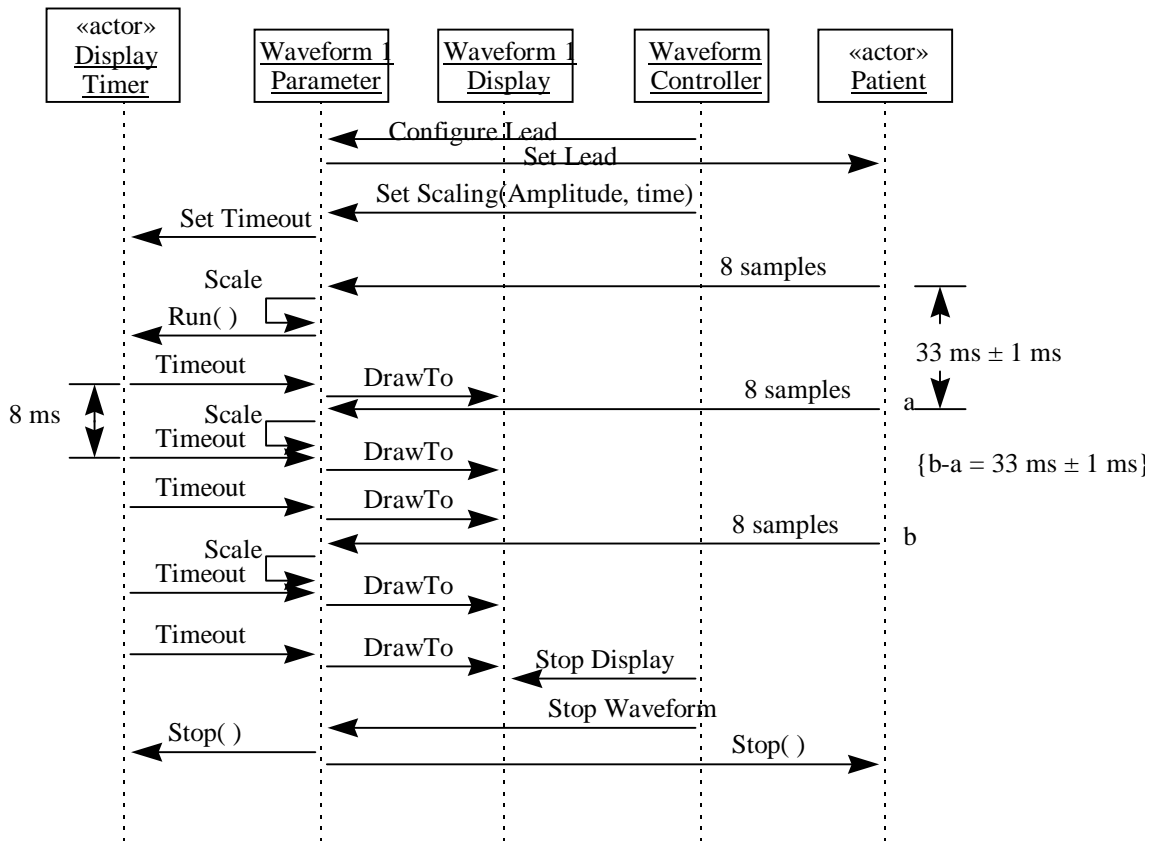 «actor»
Display
Timer
Waveform 1
Parameter
Waveform 1
Display
Waveform
Controller
«actor»
Patient
Configure Lead
Set Lead
Set Scaling(Amplitude, time)
Set Timeout
8 samples
Scale
Run( )
33 ms ± 1 ms
Timeout
DrawTo
8 samples
a
8 ms
Scale
Timeout
DrawTo
{b-a = 33 ms ± 1 ms}
Timeout
DrawTo
8 samples
b
Scale
Timeout
DrawTo
Timeout
DrawTo
Stop Display
Stop Waveform
Stop( )
Stop( )